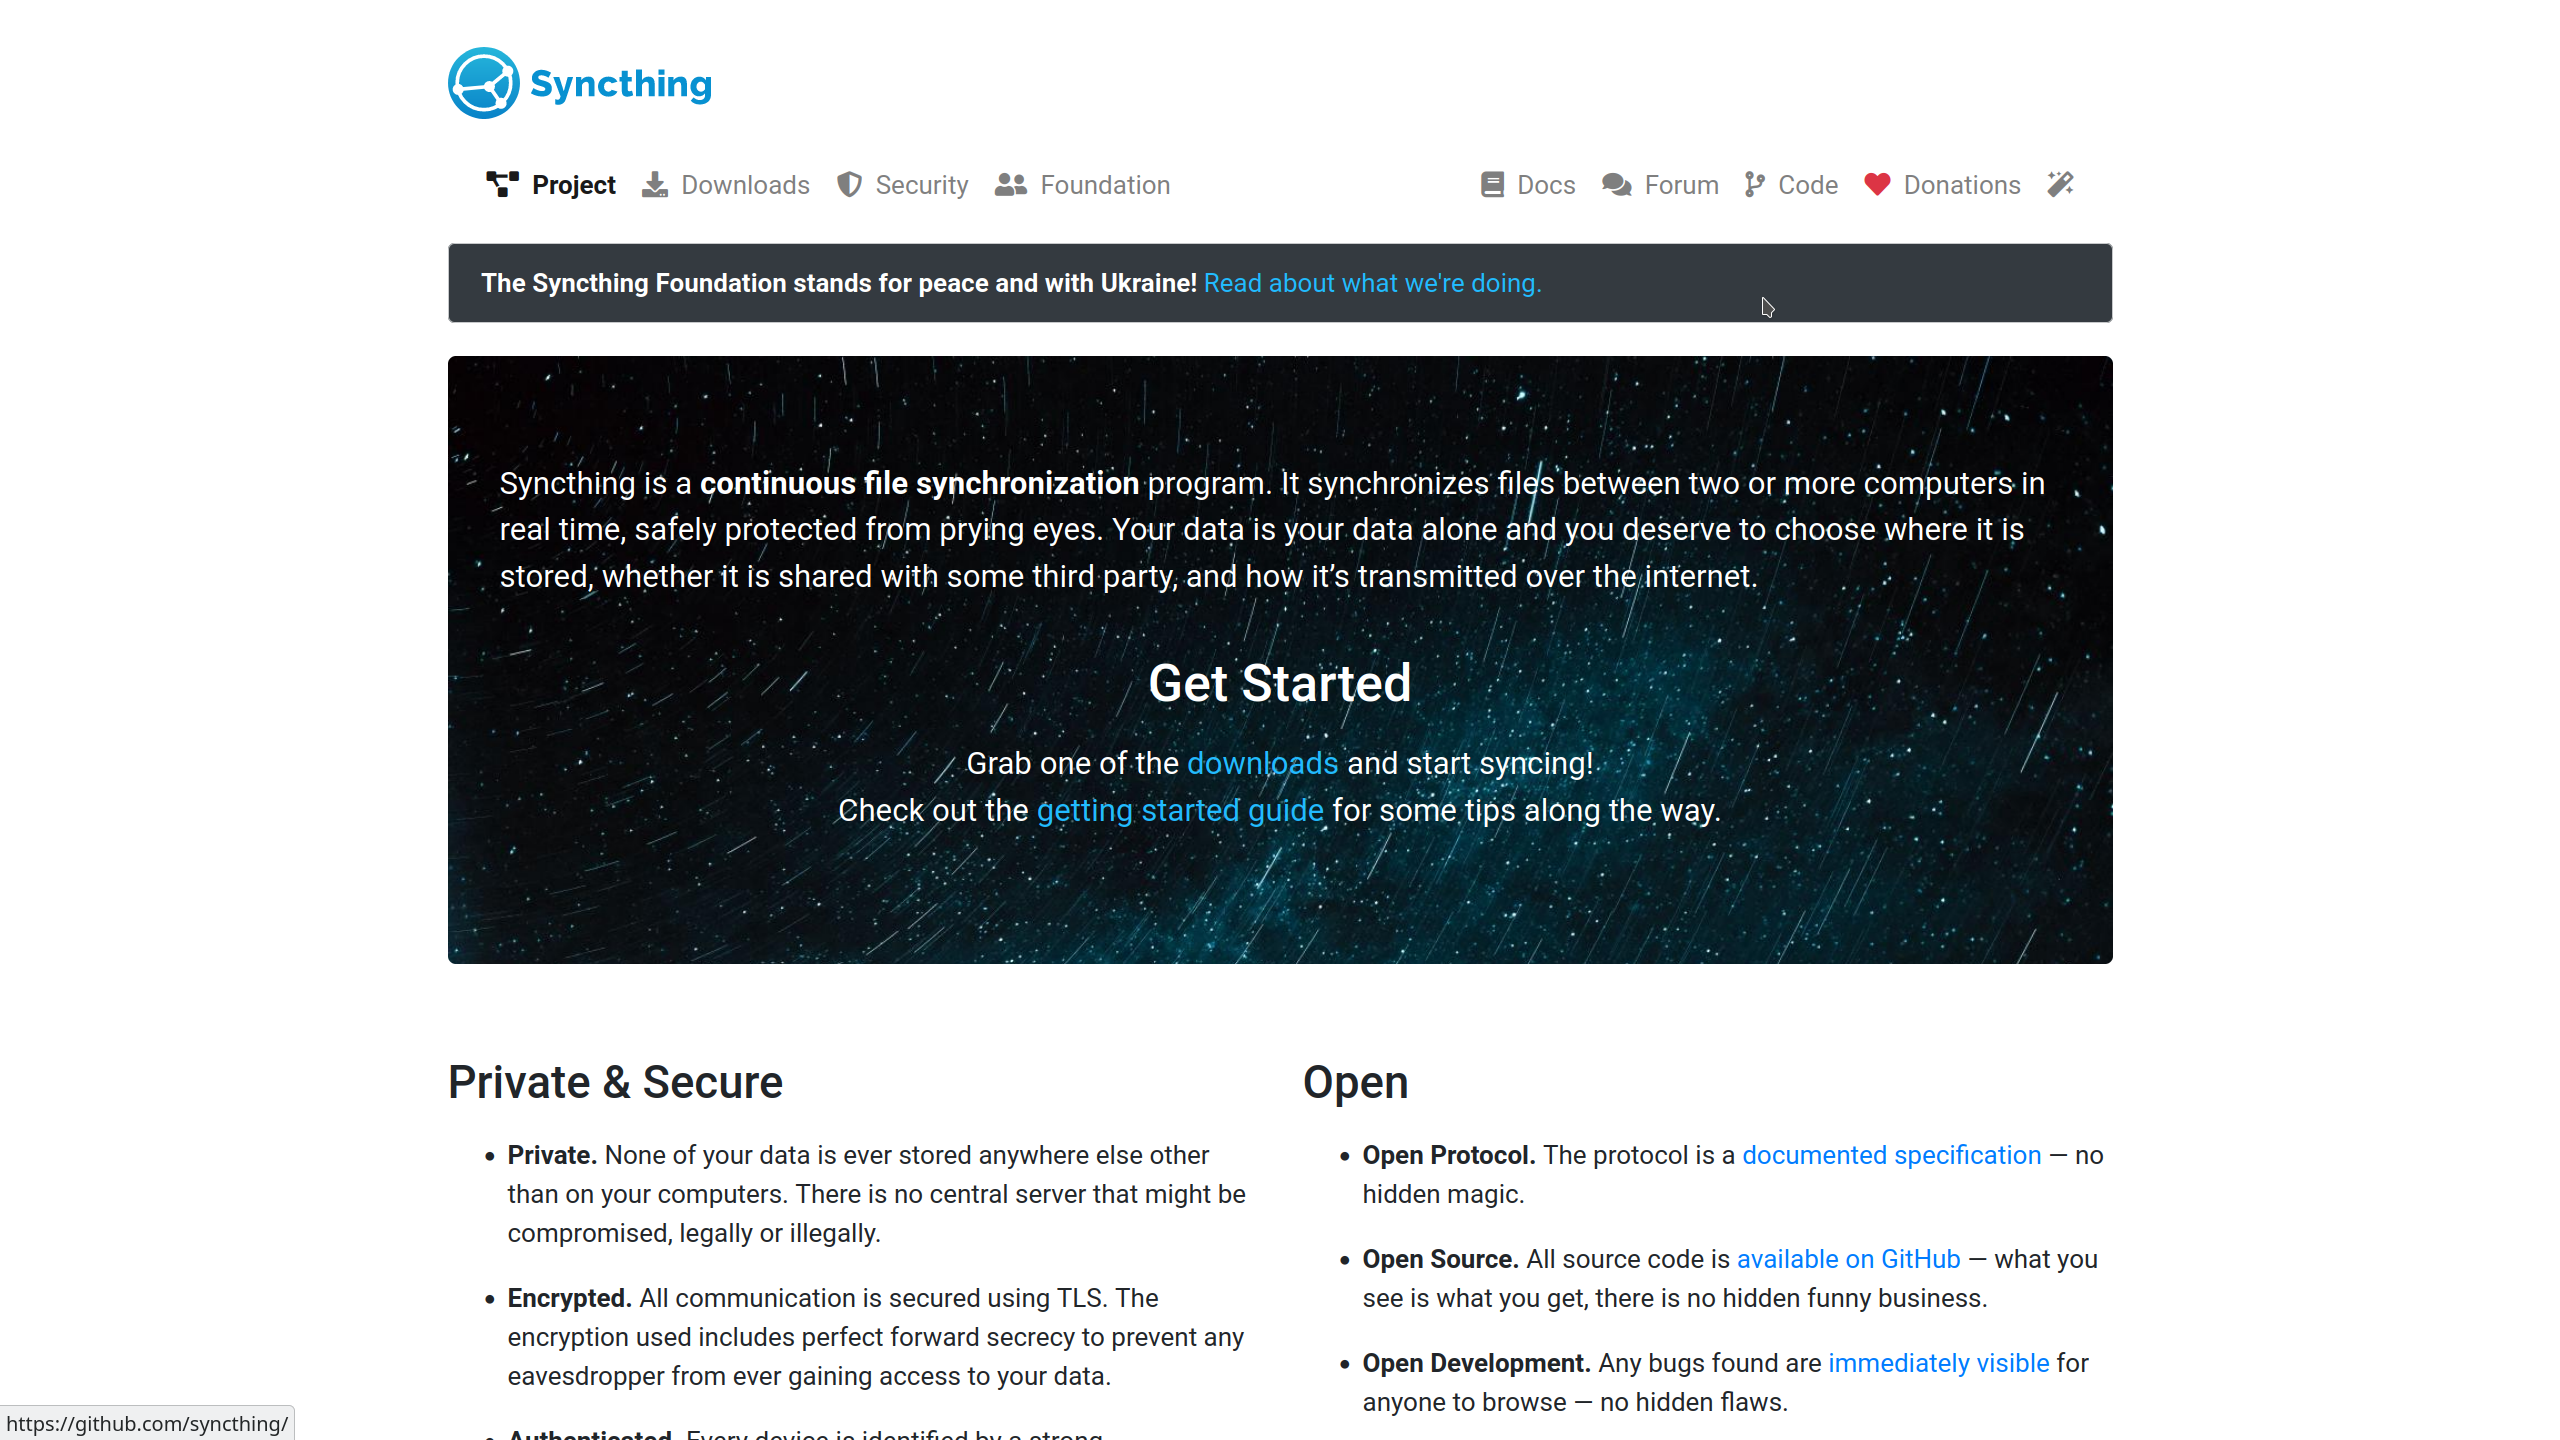 Syncthing
Project Downloads Security Foundation Docs Forum Code Donations
The Syncthing Foundation stands for peace and with Ukraine! Read about what we're doing.
Syncthing is a continuous file synchronization program. It synchronizes files between two or more computers in
real time, safely protected from prying eyes. Your data is your data alone and you deserve to choose where it is
stored, whether it is shared with some third party, and how it’s transmitted over the internet.
Get Started
Grab one of the downloads and start syncing!
Check out the getting started guide for some tips along the way.
Private & Secure
• Private. None of your data is ever stored anywhere else other
than on your computers. There is no central server that might be
compromised, legally or illegally.
• Encrypted. All communication is secured using TLS. The
encryption used includes perfect forward secrecy to prevent any
eavesdropper from ever gaining access to your data.
• Authenticated. Every device is identified by a strong
Open
• Open Protocol. The protocol is a documented specification — no
hidden magic.
• Open Source. All source code is available on GitHub — what you
see is what you get, there is no hidden funny business.
• Open Development. Any bugs found are immediately visible for
anyone to browse — no hidden flaws.
https://github.com/syncthing/